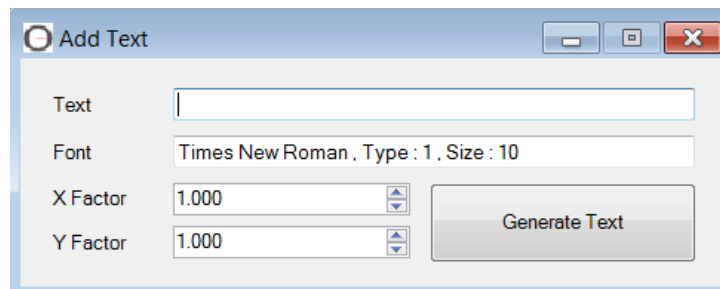 Add Text
Text
Font Times New Roman , Type : 1 , Size : 10
X Factor 1.000
Y Factor 1.000
Generate Text